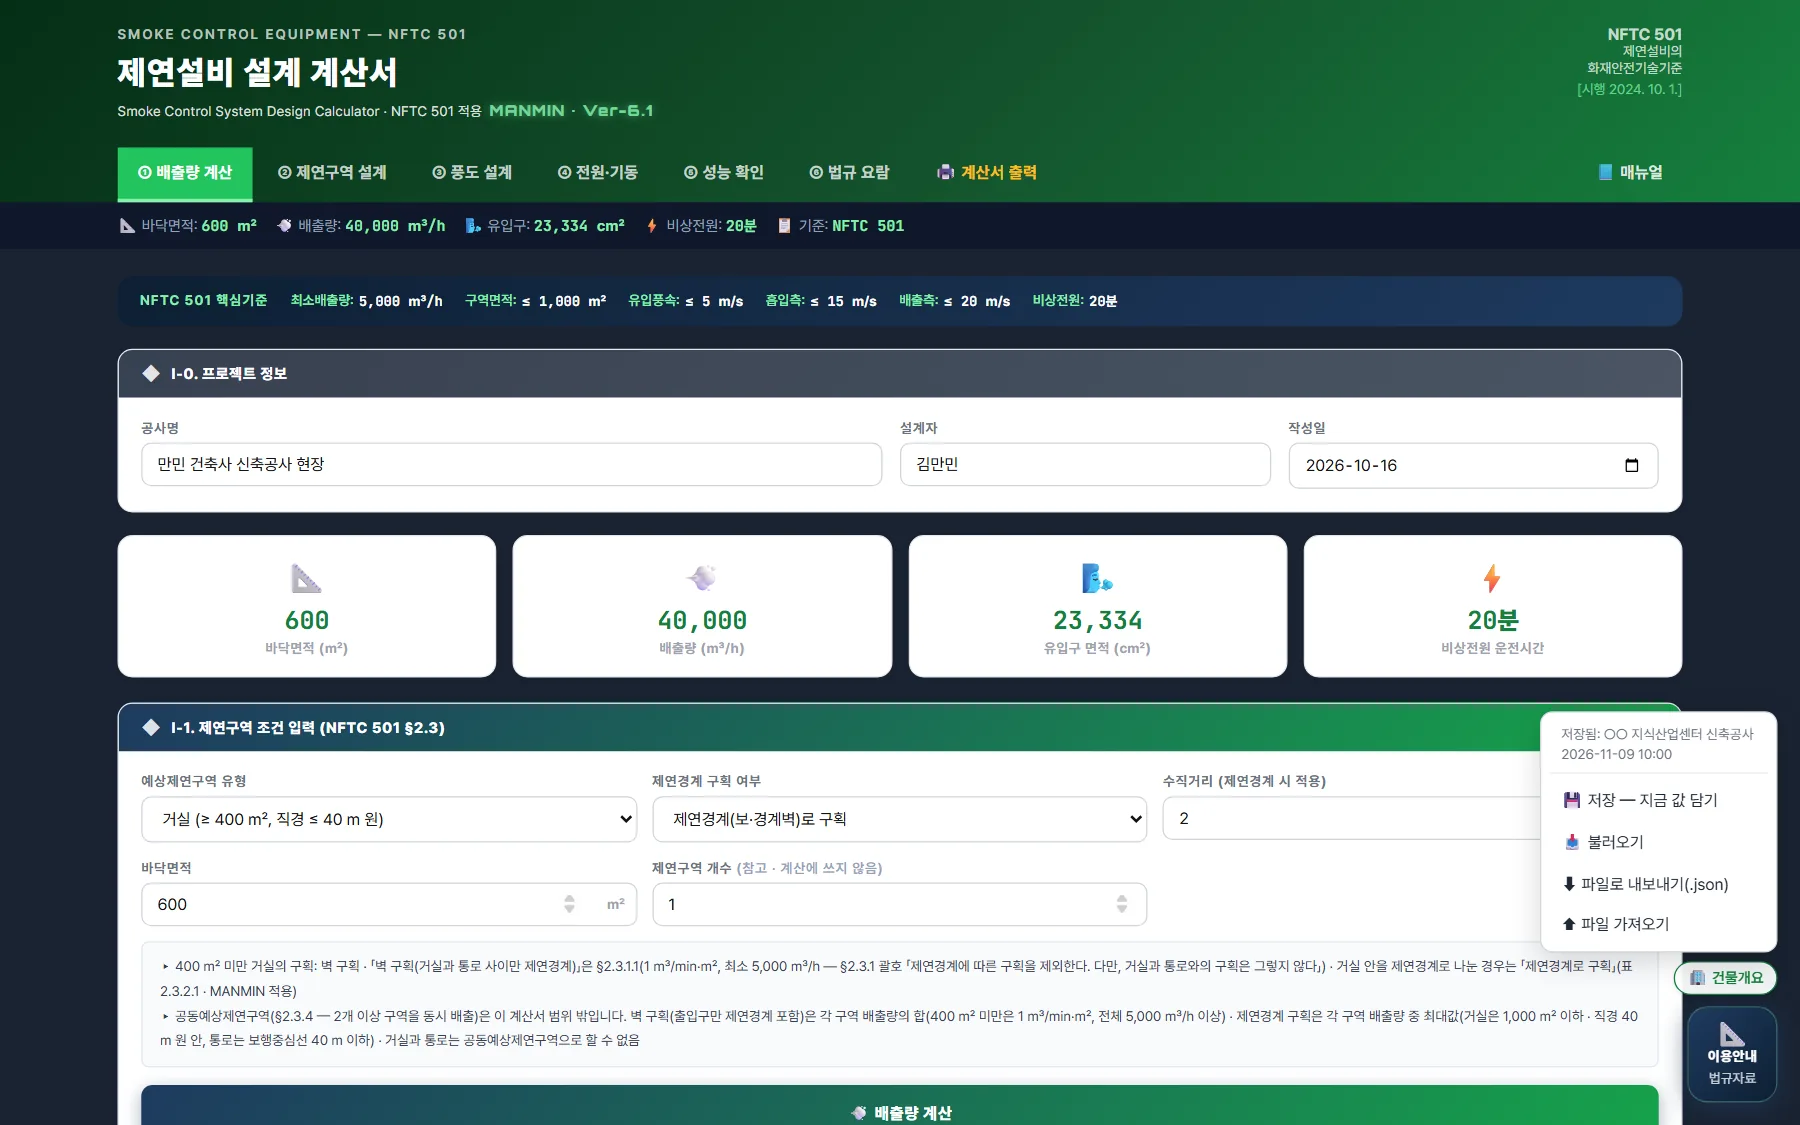 SMOKE CONTROL EQUIPMENT — NFTC 501
제연설비 설계 계산서
Smoke Control System Design Calculator · NFTC 501 적용 MANMIN · Ver-6.1
NFTC 501
제연설비의
화재안전기술기준
[시행 2024. 10. 1.]
① 배출량 계산
② 제연구역 설계
③ 풍도 설계
④ 전원·기동
⑤ 성능 확인
⑥ 법규 요람
계산서 출력
매뉴얼
바닥면적: 600 m² 배출량: 40,000 m³/h 유입구: 23,334 cm² 비상전원: 20분 기준: NFTC 501
NFTC 501 핵심기준 최소배출량: 5,000 m³/h 구역면적: ≤ 1,000 m² 유입풍속: ≤ 5 m/s 흡입측: ≤ 15 m/s 배출측: ≤ 20 m/s 비상전원: 20분
I-0. 프로젝트 정보
공사명
만민 건축사 신축공사 현장
설계자
김만민
작성일
2026-10-16
600
바닥면적 (m²)
40,000
배출량 (m³/h)
23,334
유입구 면적 (cm²)
20분
비상전원 운전시간
I-1. 제연구역 조건 입력 (NFTC 501 §2.3)
예상제연구역 유형
거실 (≥ 400 m², 직경 ≤ 40 m 원)
제연경계 구획 여부
제연경계(보·경계벽)로 구획
수직거리 (제연경계 시 적용)
2
바닥면적
600 m²
제연구역 개수 (참고 · 계산에 쓰지 않음)
1
‣ 400 m² 미만 거실의 구획: 벽 구획 · 「벽 구획(거실과 통로 사이만 제연경계)」은 §2.3.1.1(1 m³/min·m², 최소 5,000 m³/h — §2.3.1 괄호 「제연경계에 따른 구획을 제외한다. 다만, 거실과 통로와의 구획은 그렇지 않다」) · 거실 안을 제연경계로 나눈 경우는 「제연경계로 구획」(표
2.3.2.1 · MANMIN 적용)
‣ 공동예상제연구역(§2.3.4 — 2개 이상 구역을 동시 배출)은 이 계산서 범위 밖입니다. 벽 구획(출입구만 제연경계 포함)은 각 구역 배출량의 합(400 m² 미만은 1 m³/min·m², 전체 5,000 m³/h 이상) · 제연경계 구획은 각 구역 배출량 중 최대값(거실은 1,000 m² 이하 · 직경 40
m 원 안, 통로는 보행중심선 40 m 이하) · 거실과 통로는 공동예상제연구역으로 할 수 없음
배출량 계산
저장됨: ○○ 지식산업센터 신축공사
2026-11-09 10:00
저장 — 지금 값 담기
불러오기
⬇ 파일로 내보내기(.json)
⬆ 파일 가져오기
건물개요
이용안내
법규자료